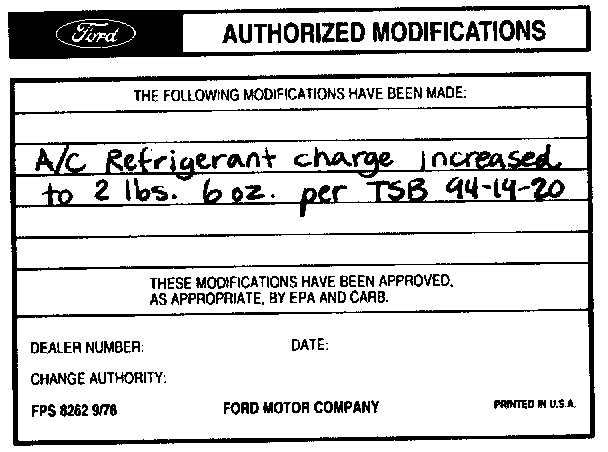 Ford
AUTHORIZED MODIFICATIONS
THE FOLLOWING MODIFICATIONS HAVE BEEN MADE:
A/C Refrigerant charge increased
to 2 lbs. 6 oz. per TSB 94-14-20
THESE MODIFICATIONS HAVE BEEN APPROVED,
AS APPROPRIATE, BY EPA AND CARB.
DEALER NUMBER: DATE:
CHANGE AUTHORITY:
FPS 8262 9/76 FORD MOTOR COMPANY PRINTED IN U.S.A.